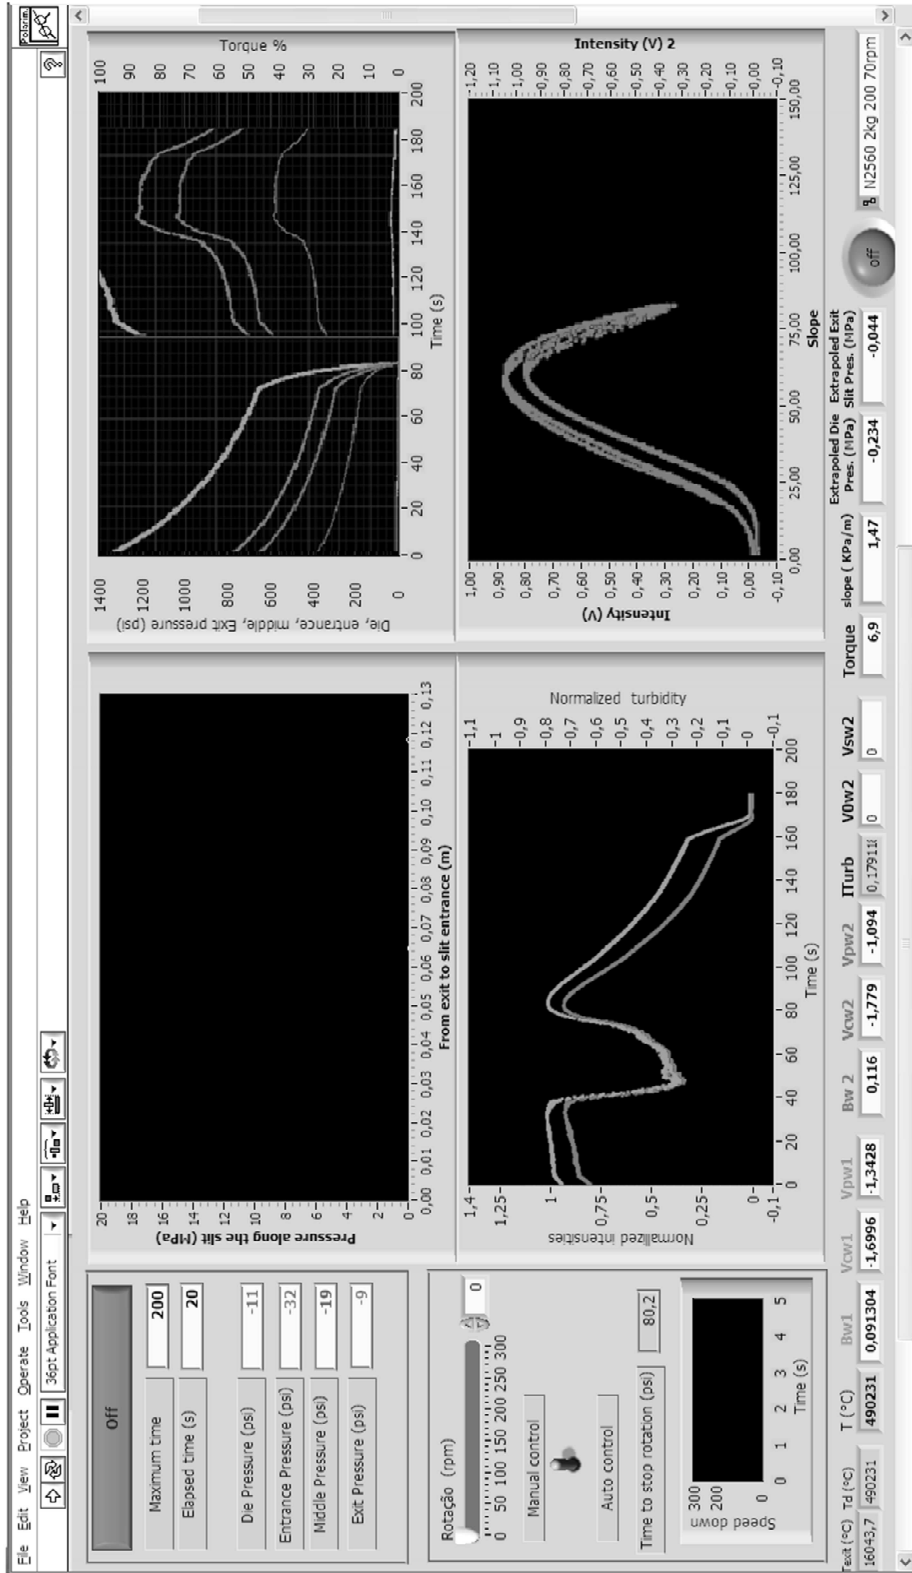 File Edit View Project Operate Tools Window Help
36pt Application Font
Polarim.
Off
Maximum time 200
Elapsed time (s) 20
Die Pressure (psi) -11
Entrance Pressure (psi) -32
Middle Pressure (psi) -19
Exit Pressure (psi) -9
Rotação (rpm)
0 50 100 150 200 250 300
0
Manual control
Auto control
Time to stop rotation (psi) 80,2
Speed down
300
200
0
0 1 2 3 4 5
Time (s)
Pressure along the slit (MPa)
20
18
16
14
12
10
8
6
4
2
0
0,00 0,01 0,02 0,03 0,04 0,05 0,06 0,07 0,08 0,09 0,10 0,11 0,12 0,13
From exit to slit entrance (m)
Die, entrance, middle, Exit pressure (psi)
1400
1200
1000
800
600
400
200
0
0 20 40 60 80 100 120 140 160 180 200
Time (s)
Torque %
100
90
80
70
60
50
40
30
20
10
0
Normalized intensities
1,4
1,25
1
0,75
0,5
0,25
-0,1
0 20 40 60 80 100 120 140 160 180 200
Time (s)
Normalized turbidity
1,1
1
0,9
0,8
0,7
0,6
0,5
0,4
0,3
0,2
0,1
0
-0,1
Intensity (V)
1,00
0,90
0,80
0,70
0,60
0,50
0,40
0,30
0,20
0,10
0,00
-0,10
0,00 25,00 50,00 75,00 100,00 125,00 150,00
Slope
Intensity (V) 2
1,20
1,00
0,90
0,80
0,70
0,60
0,50
0,40
0,30
0,20
0,10
0,00
-0,10
Texit (°C) Td (°C) T (°C) Bw1 Vcw1 Vpw1 Bw 2 Vcw2 Vpw2 ITurb V0w2 Vsw2 Torque slope ( KPa/m) Extrapoled Die Pres. (MPa) Extrapoled Exit Slit Pres. (MPa)
16043,7 490231 490231 0,091304 -1,6996 -1,3428 0,116 -1,779 -1,094 0,17911 0 0 6,9 1,47 -0,234 -0,044
off
N2560 2kg 200 70rpm